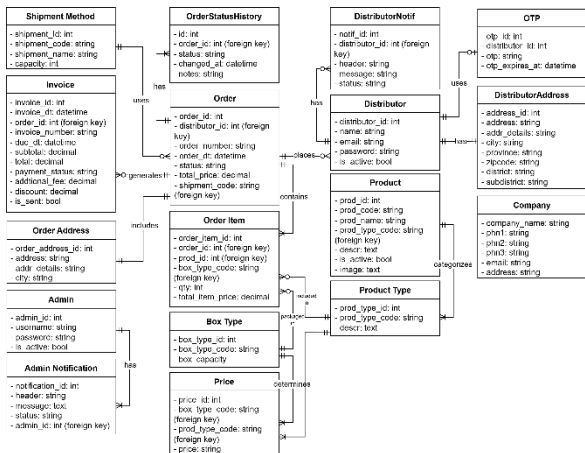 Shipment Method
- shipment_Id: int
- shipment_code: string
- shipment_name: string
- capacity: int
OrderStatusHistory
- id: int
- order_id: int (foreign key)
- status: string
- changed_at: datetime
notes: string
DistributorNotif
- notif_id: int
- distributor_id: int (foreign
key)
- header: string
message: string
- status: string
OTP
otp_id: int
distributor_id: int
- otp: string
- otp_expires_at: datetime
uses
has
uses
has
Invoice
- invoice_id: int
- invoice_dt: datetime
- order_id: int (foreign key)
- invoice_number: string
- duo_dt: datetime
- subtotal: decimal
- total: decimal
- payment_status: string
- addtional_fee: decimal
- discount: decimal
- is_sent: bool
Order
- order_id: int
- distributor_id: int (foreign
key)
- order_number: string
- order_dt: datetime
- status: string
- total_price: decimal
- shipment_code: string
(foreign key)
generates
places
Distributor
- distributor_id: int
- name: string
- email: string
- password: string
- is_active: bool
has
DistributorAddress
- address_id: int
- address: string
- addr_details: string
- city: string
- province: string
- zipcode: string
- district: string
- subdistrict: string
Order Address
- order_address_id: int
- address: string
addr_details: string
- city: string
includes
contains
Order Item
- order_item_id: int
- order_id: int (foreign key)
- prod_id: int (foreign key)
- box_type_code: string
(foreign key)
- qty: int
- total_item_price: decimal
Product
- prod_id: int
- prod_code: string
- prod_name: string
- prod_type_code: string
(foreign key)
- descr: text
- is_active: bool
- image: text
categorizes
Company
- company_name: string
- phn1: string
- phn2: string
- phn3: string
- email: string
- address: string
Admin
- admin_id: int
- username: string
- password: string
- is_active: bool
has
Admin Notification
- notification_id: int
- header: string
- message: text
- status: string
- admin_id: int (foreign key)
Box Type
- box_type_id: int
- box_type_code: string
box_capacity
determines
Product Type
- prod_type_id: int
- prod_type_code: string
- descr: text
Price
- price_id: int
- box_type_code: string
(foreign key)
- prod_type_code: string
(foreign key)
- price: string